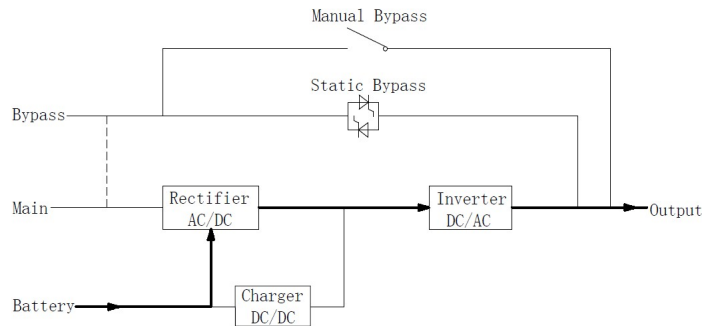 Manual Bypass
Static Bypass
Bypass
Rectifier
AC/DC
Inverter
DC/AC
Main
Output
Charger
DC/DC
Battery